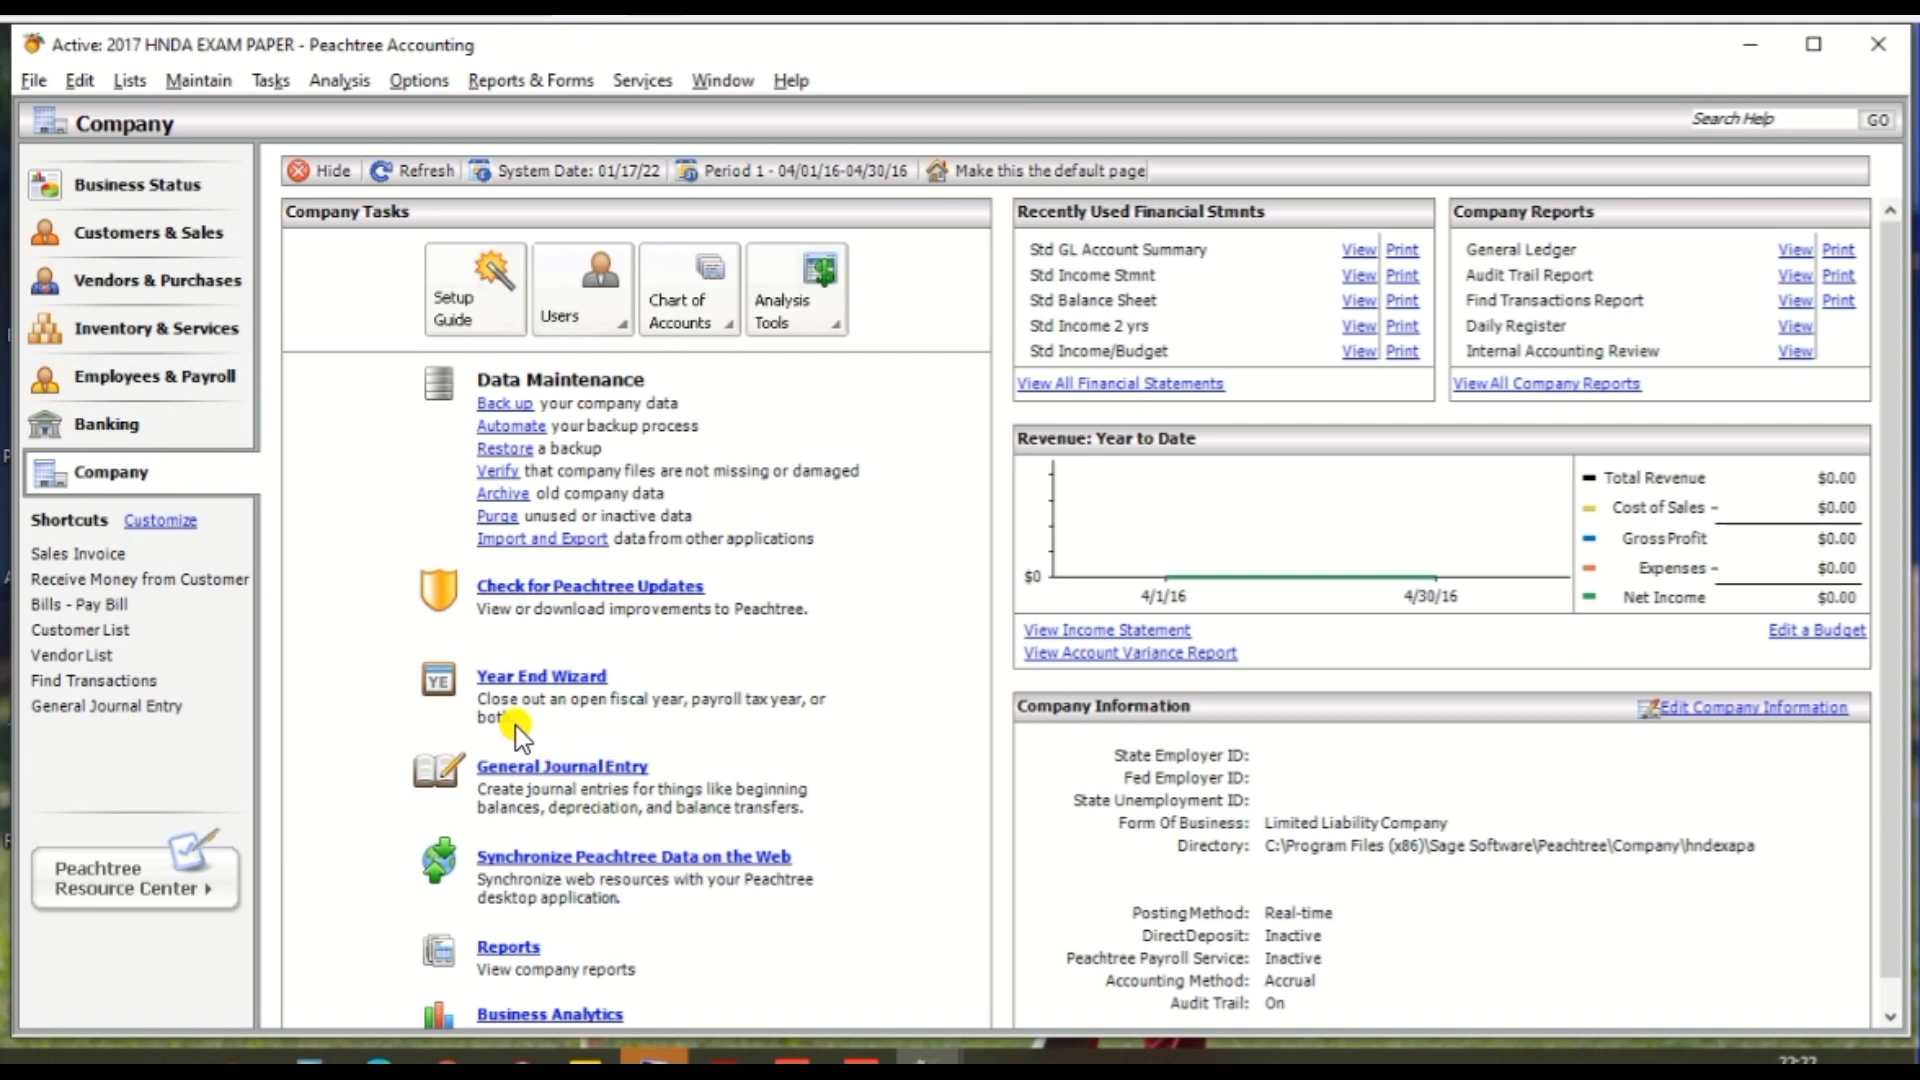 Active: 2017 HNDA EXAM PAPER - Peachtree Accounting
File Edit Lists Maintain Tasks Analysis Options Reports & Forms Services Window Help
Company
Search Help GO
Business Status
Customers & Sales
Vendors & Purchases
Inventory & Services
Employees & Payroll
Banking
Company
Shortcuts Customize
Sales Invoice
Receive Money from Customer
Bills - Pay Bill
Customer List
Vendor List
Find Transactions
General Journal Entry
Peachtree
Resource Center
Hide Refresh System Date: 01/17/22 Period 1 - 04/01/16-04/30/16 Make this the default page
Company Tasks
Setup
Guide
Users
Chart of
Accounts
Analysis
Tools
Data Maintenance
Back up your company data
Automate your backup process
Restore a backup
Verify that company files are not missing or damaged
Archive old company data
Purge unused or inactive data
Import and Export data from other applications
Check for Peachtree Updates
View or download improvements to Peachtree.
YE
Year End Wizard
Close out an open fiscal year, payroll tax year, or
both
General Journal Entry
Create journal entries for things like beginning
balances, depreciation, and balance transfers.
Synchronize Peachtree Data on the Web
Synchronize web resources with your Peachtree
desktop application.
Reports
View company reports
Business Analytics
Recently Used Financial Stmnts
Std GL Account Summary View Print
Std Income Stmnt View Print
Std Balance Sheet View Print
Std Income 2 yrs View Print
Std Income/Budget View Print
View All Financial Statements
Company Reports
General Ledger View Print
Audit Trail Report View Print
Find Transactions Report View Print
Daily Register View
Internal Accounting Review View
View All Company Reports
Revenue: Year to Date
$0
4/1/16 4/30/16
Total Revenue $0.00
Cost of Sales - $0.00
Gross Profit $0.00
Expenses - $0.00
Net Income $0.00
View Income Statement Edit a Budget
View Account Variance Report
Company Information Edit Company Information
State Employer ID:
Fed Employer ID:
State Unemployment ID:
Form Of Business: Limited Liability Company
Directory: C:\Program Files (x86)\Sage Software\Peachtree\Company\hndexapa
Posting Method: Real-time
Direct Deposit: Inactive
Peachtree Payroll Service: Inactive
Accounting Method: Accrual
Audit Trail: On